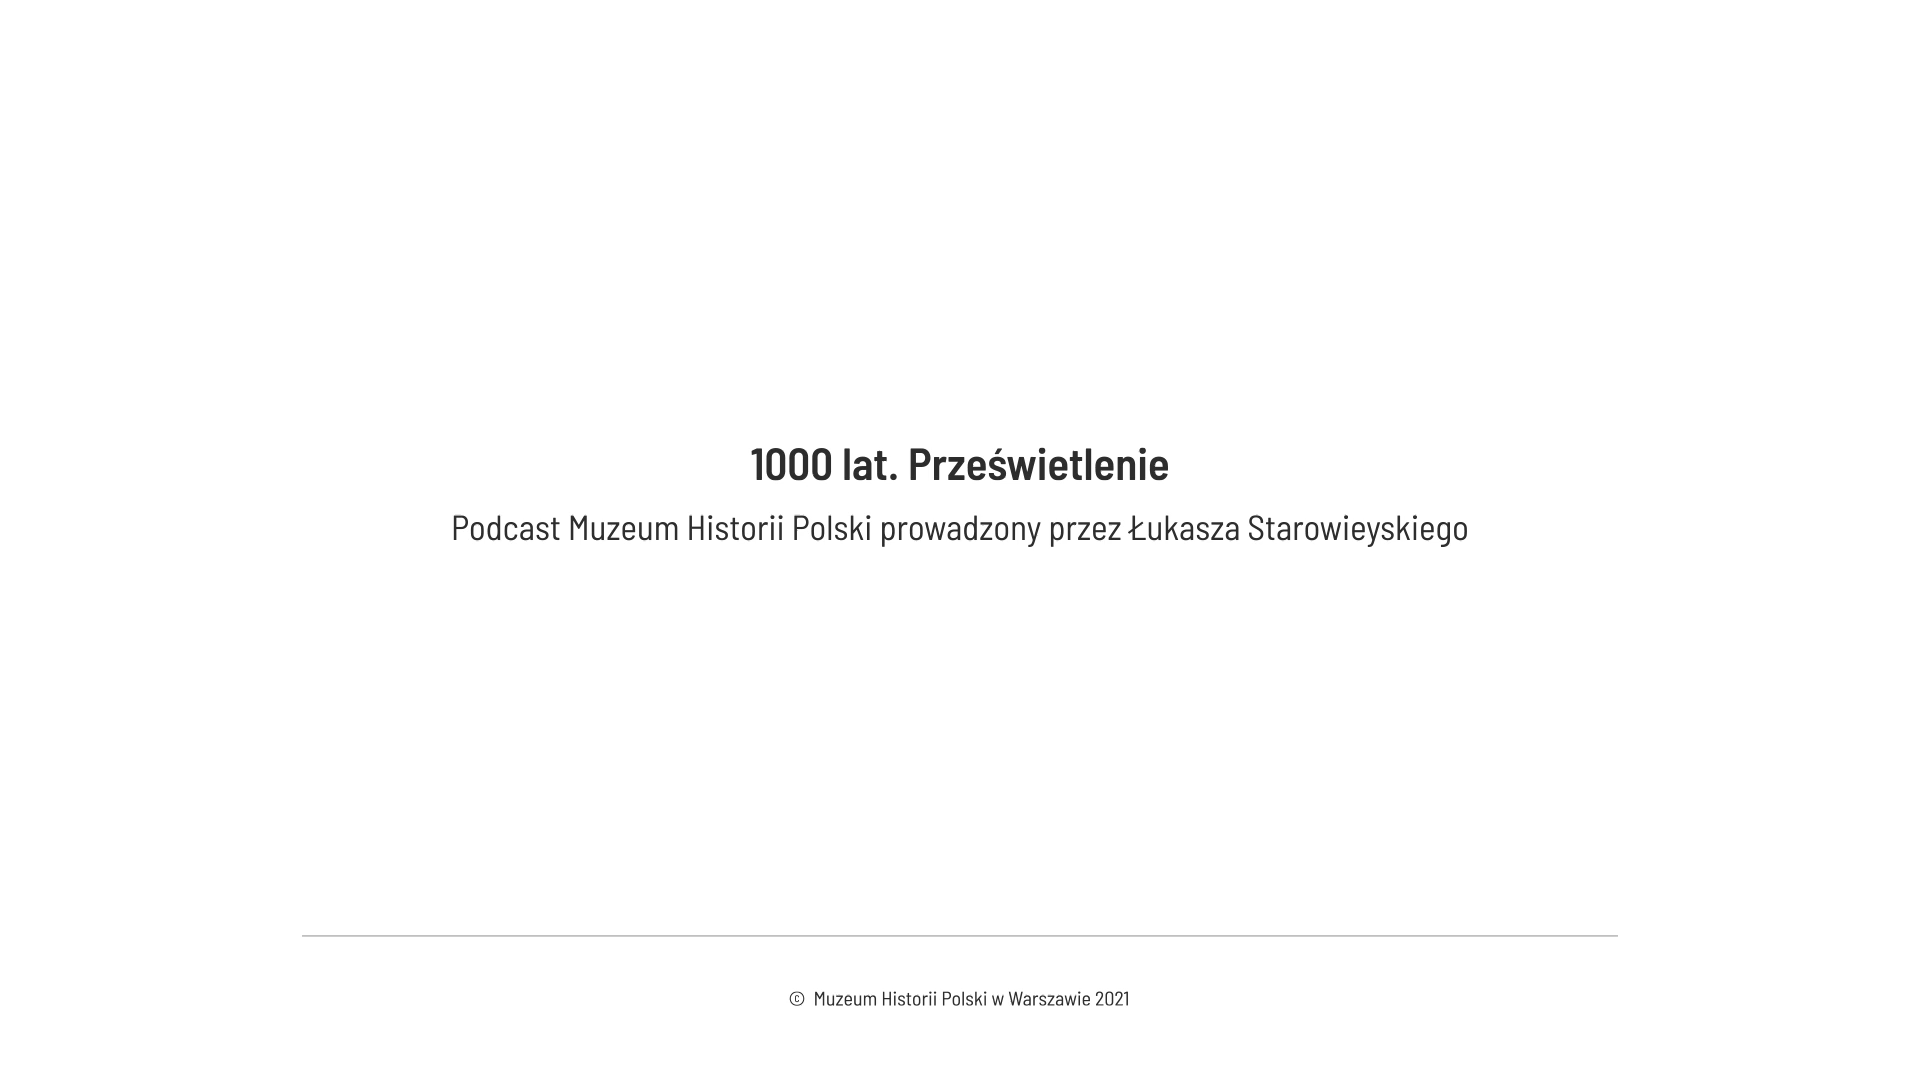 1000 lat. Prześwietlenie
Podcast Muzeum Historii Polski prowadzony przez Łukasza Starowieyskiego
© Muzeum Historii Polski w Warszawie 2021